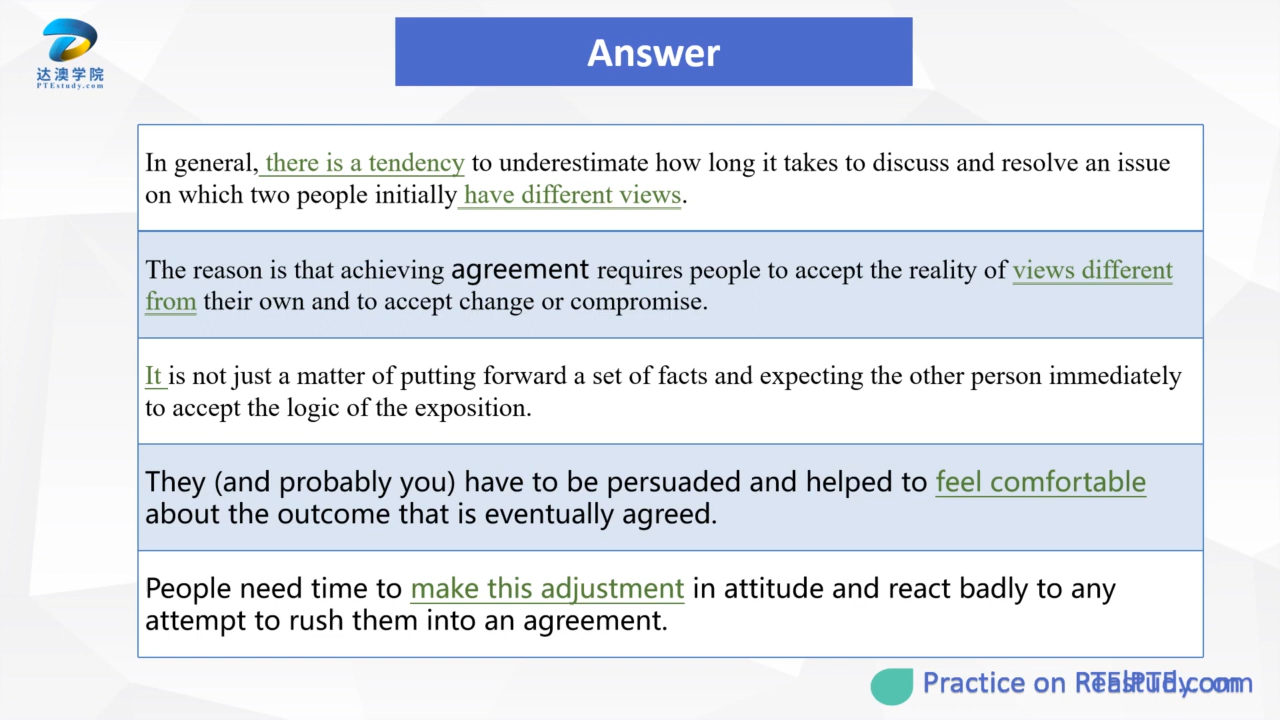 达澳学院
PTEstudy.com
Answer
In general, there is a tendency to underestimate how long it takes to discuss and resolve an issue
on which two people initially have different views.
The reason is that achieving agreement requires people to accept the reality of views different
from their own and to accept change or compromise.
It is not just a matter of putting forward a set of facts and expecting the other person immediately
to accept the logic of the exposition.
They (and probably you) have to be persuaded and helped to feel comfortable
about the outcome that is eventually agreed.
People need time to make this adjustment in attitude and react badly to any
attempt to rush them into an agreement.
Practice on